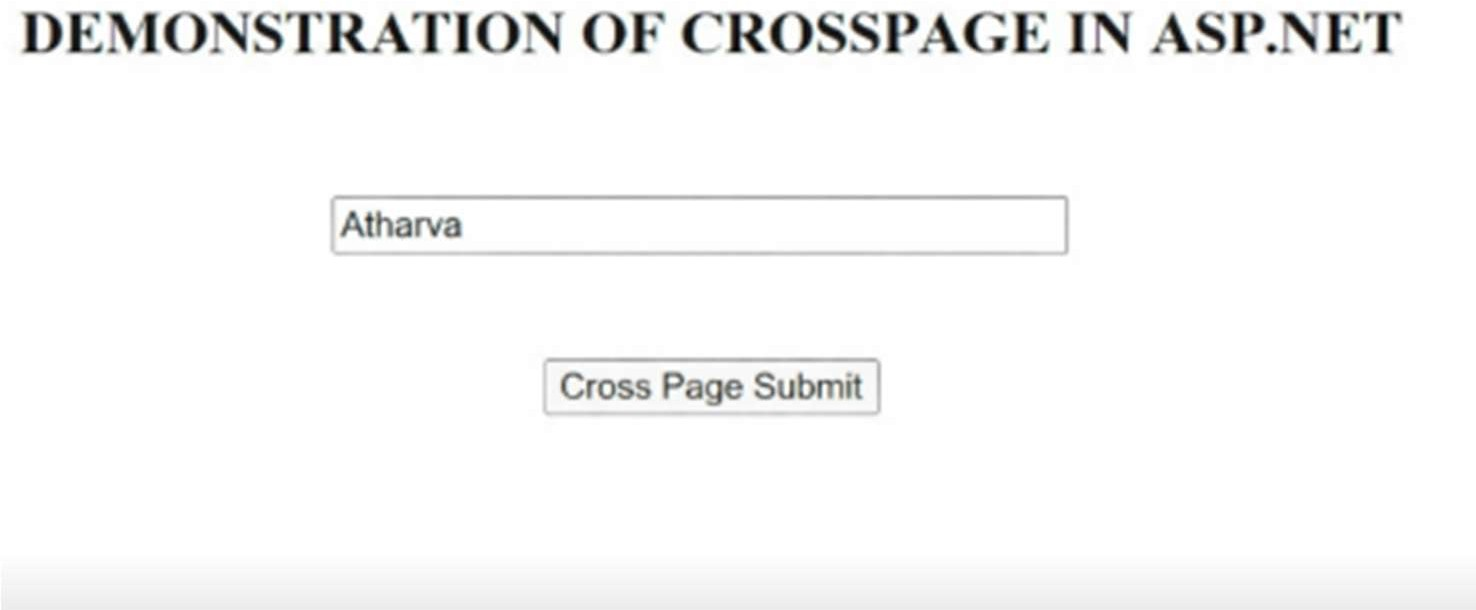 DEMONSTRATION OF CROSSPAGE IN ASP.NET
Atharva
Cross Page Submit